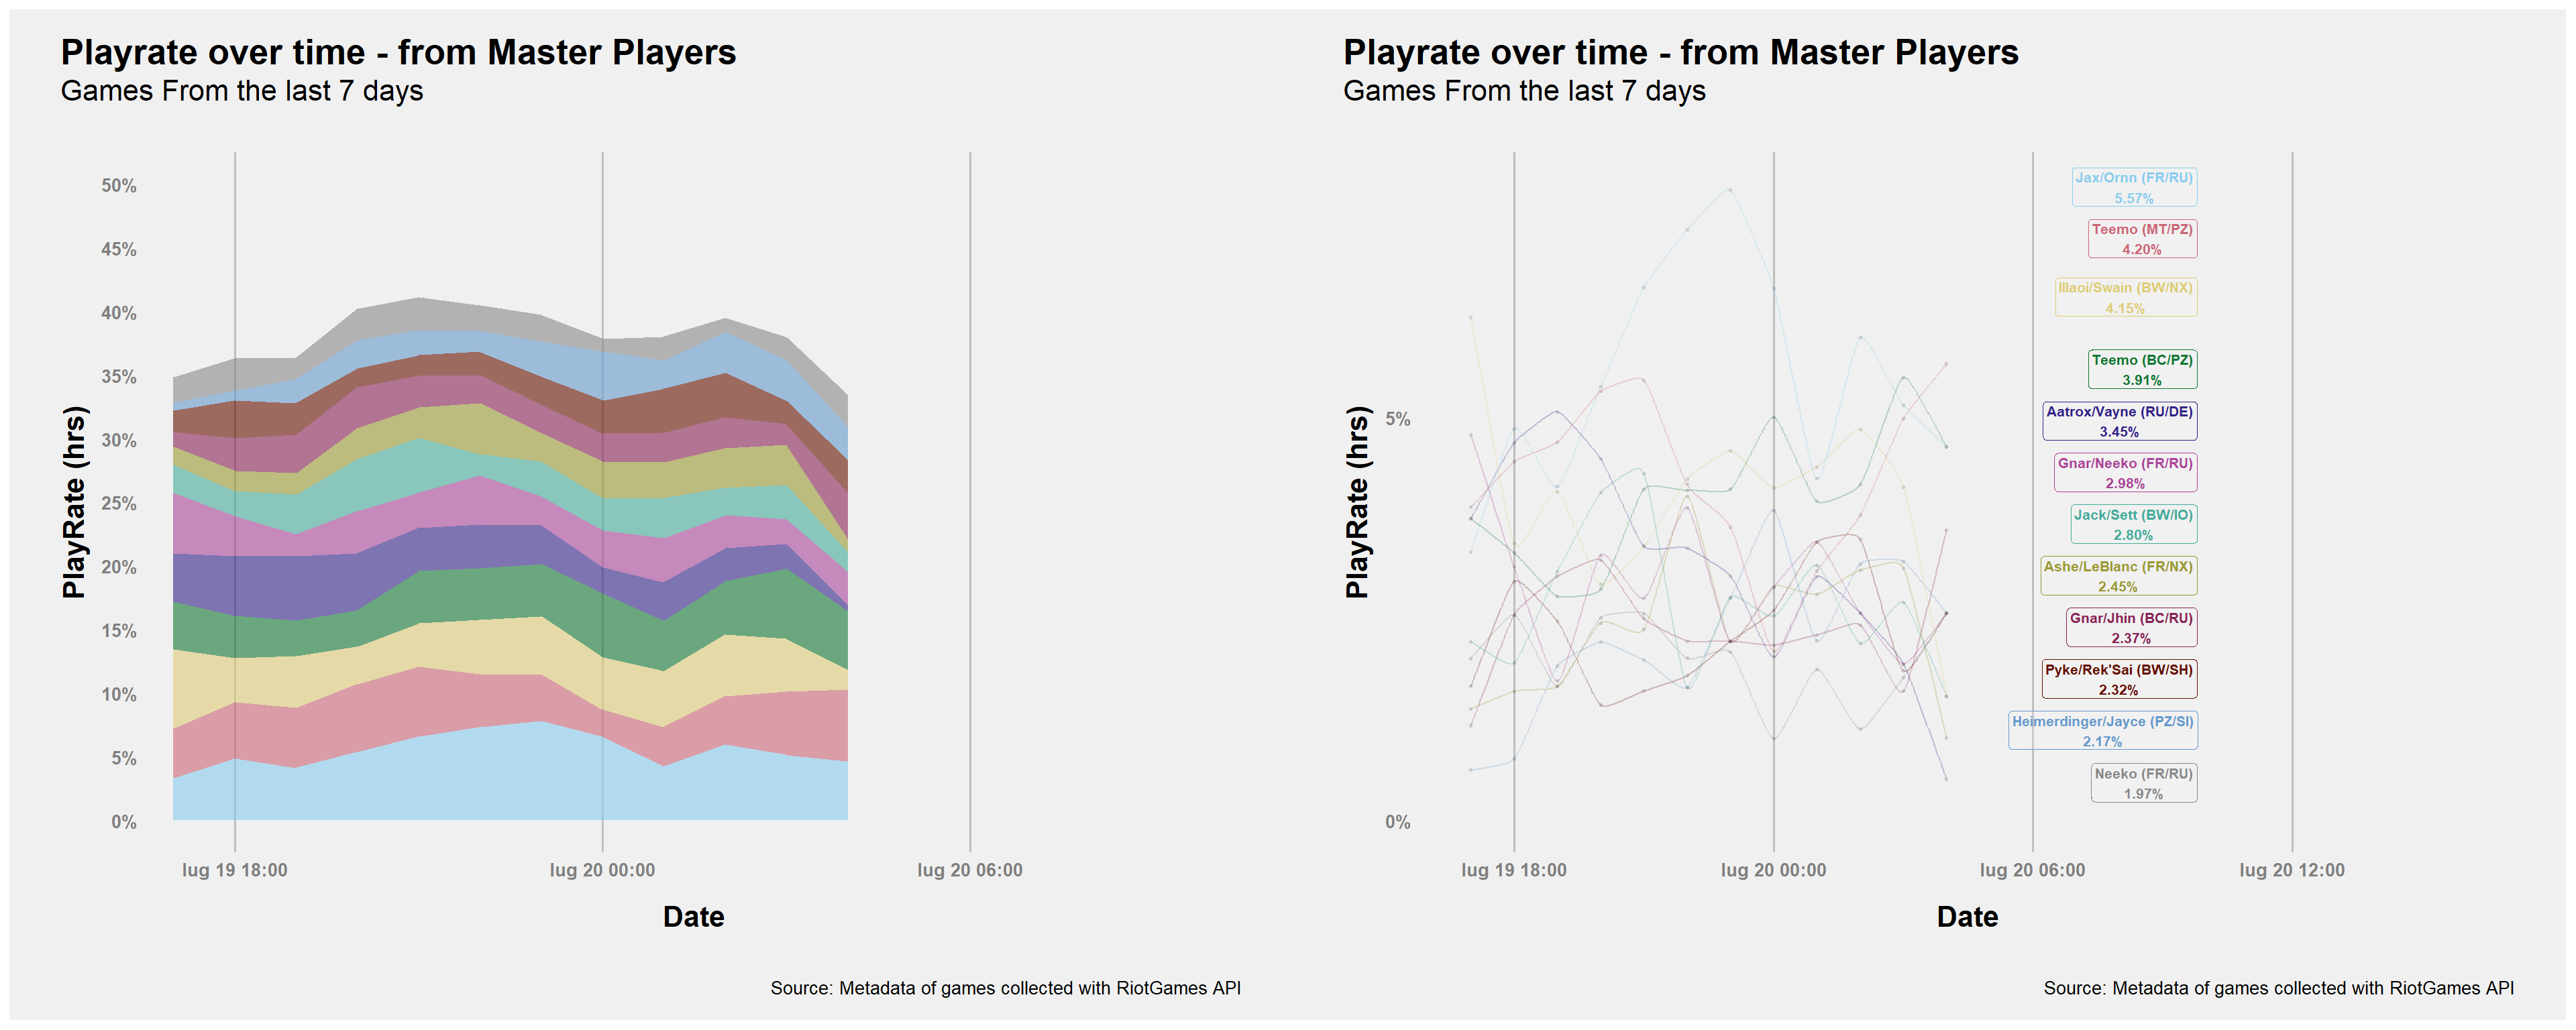 Playrate over time - from Master Players
Games From the last 7 days
PlayRate (hrs)
50%
45%
40%
35%
30%
25%
20%
15%
10%
5%
0%
lug 19 18:00
lug 20 00:00
lug 20 06:00
Date
Source: Metadata of games collected with RiotGames API
Playrate over time - from Master Players
Games From the last 7 days
PlayRate (hrs)
5%
0%
Jax/Ornn (FR/RU)
5.57%
Teemo (MT/PZ)
4.20%
Illaoi/Swain (BW/NX)
4.15%
Teemo (BC/PZ)
3.91%
Aatrox/Vayne (RU/DE)
3.45%
Gnar/Neeko (FR/RU)
2.98%
Jack/Sett (BW/IO)
2.80%
Ashe/LeBlanc (FR/NX)
2.45%
Gnar/Jhin (BC/RU)
2.37%
Pyke/Rek'Sai (BW/SH)
2.32%
Heimerdinger/Jayce (PZ/SI)
2.17%
Neeko (FR/RU)
1.97%
lug 19 18:00
lug 20 00:00
lug 20 06:00
lug 20 12:00
Date
Source: Metadata of games collected with RiotGames API